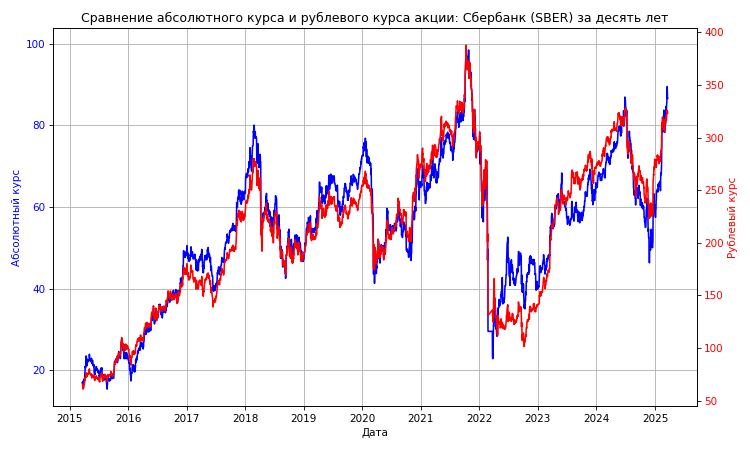 Сравнение абсолютного курса и рублевого курса акции: Сбербанк (SBER) за десять лет
Абсолютный курс
100
80
60
40
20
400
350
300
250
200
150
100
50
Рублевый курс
2015 2016 2017 2018 2019 2020 2021 2022 2023 2024 2025
Дата